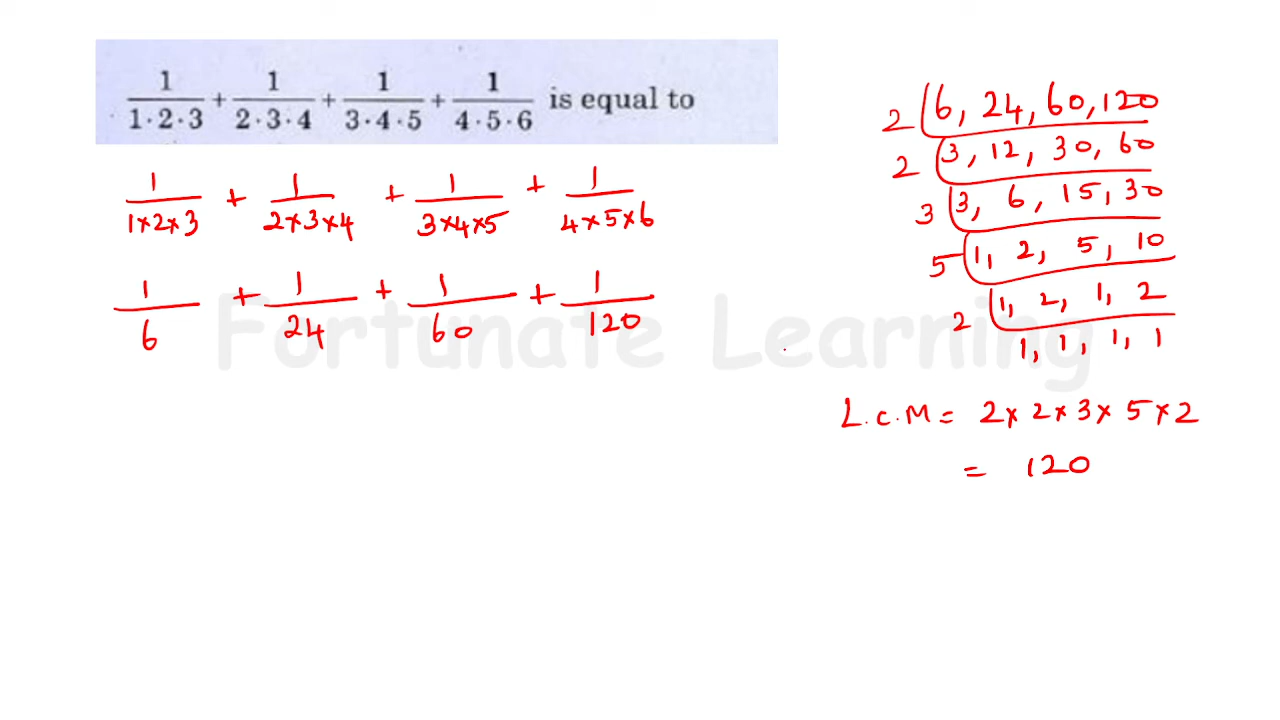 1/(1·2·3) + 1/(2·3·4) + 1/(3·4·5) + 1/(4·5·6) is equal to
1/(1×2×3) + 1/(2×3×4) + 1/(3×4×5) + 1/(4×5×6)
1/6 + 1/24 + 1/60 + 1/120
Fortunate Learning
2 | 6, 24, 60, 120
2 | 3, 12, 30, 60
3 | 3, 6, 15, 30
5 | 1, 2, 5, 10
2 | 1, 2, 1, 2
1, 1, 1, 1
L.C.M = 2×2×3×5×2
= 120